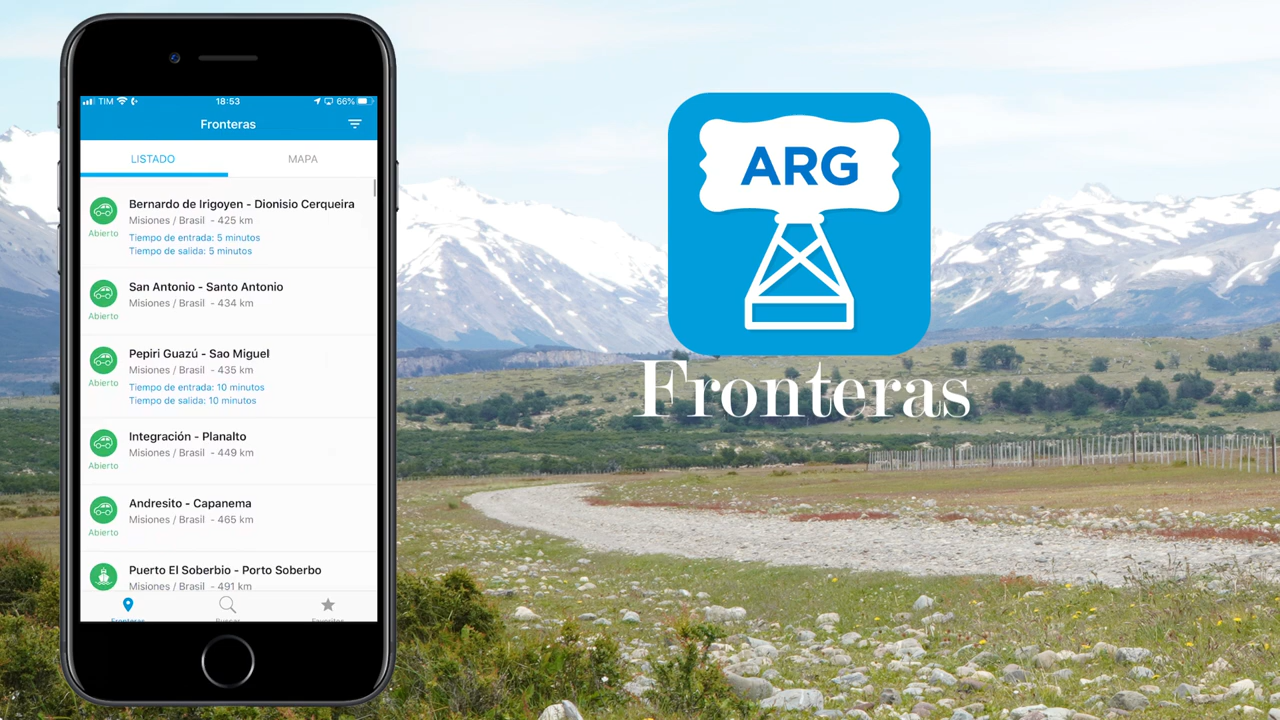 TIM
18:53
66%
Fronteras
LISTADO
MAPA
Bernardo de Irigoyen - Dionisio Cerqueira
Misiones / Brasil - 425 km
Tiempo de entrada: 5 minutos
Tiempo de salida: 5 minutos
Abierto
San Antonio - Santo Antonio
Misiones / Brasil - 434 km
Abierto
Pepiri Guazú - Sao Miguel
Misiones / Brasil - 435 km
Abierto
Tiempo de entrada: 10 minutos
Tiempo de salida: 10 minutos
Integración - Planalto
Misiones / Brasil - 449 km
Abierto
Andresito - Capanema
Misiones / Brasil - 465 km
Abierto
Puerto El Soberbio - Porto Soberbo
Misiones / Brasil - 491 km
Fronteras
Buscar
Favoritos
ARG
Fronteras